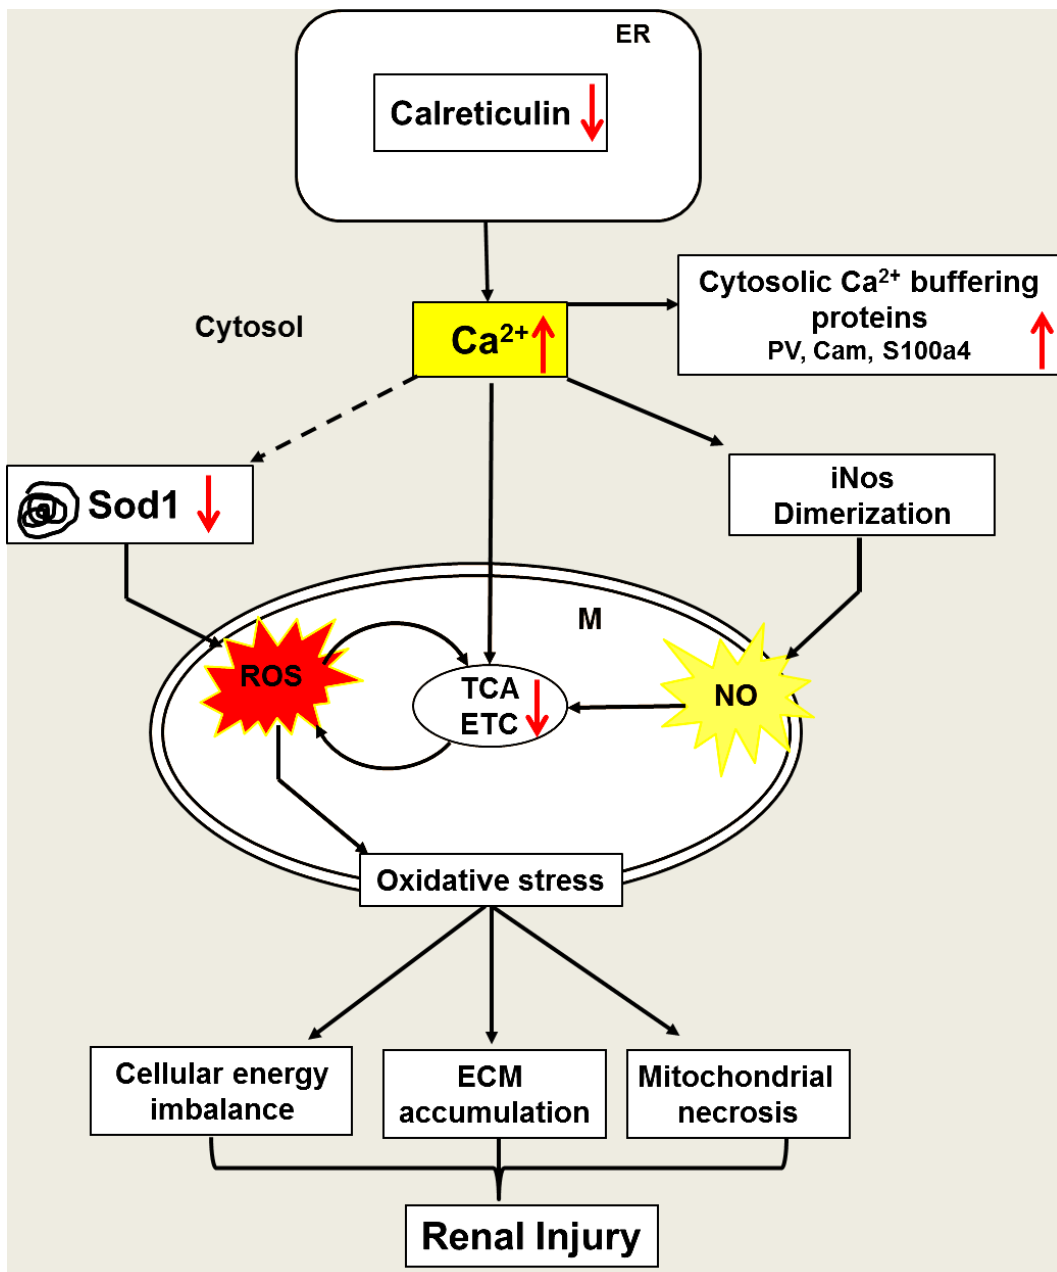 ER
Calreticulin
Cytosolic Ca²⁺ buffering
proteins
PV, Cam, S100a4
Cytosol
Ca²⁺
Sod1
iNos
Dimerization
M
ROS
TCA
ETC
NO
Oxidative stress
Cellular energy
imbalance
ECM
accumulation
Mitochondrial
necrosis
Renal Injury